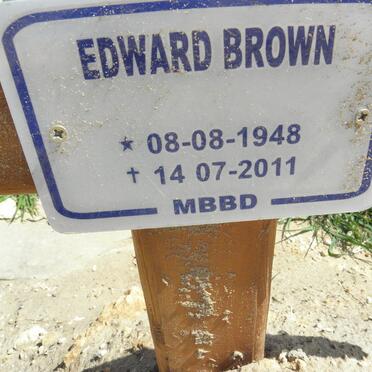 EDWARD BROWN
* 08-08-1948
✝ 14 07-2011
MBBD